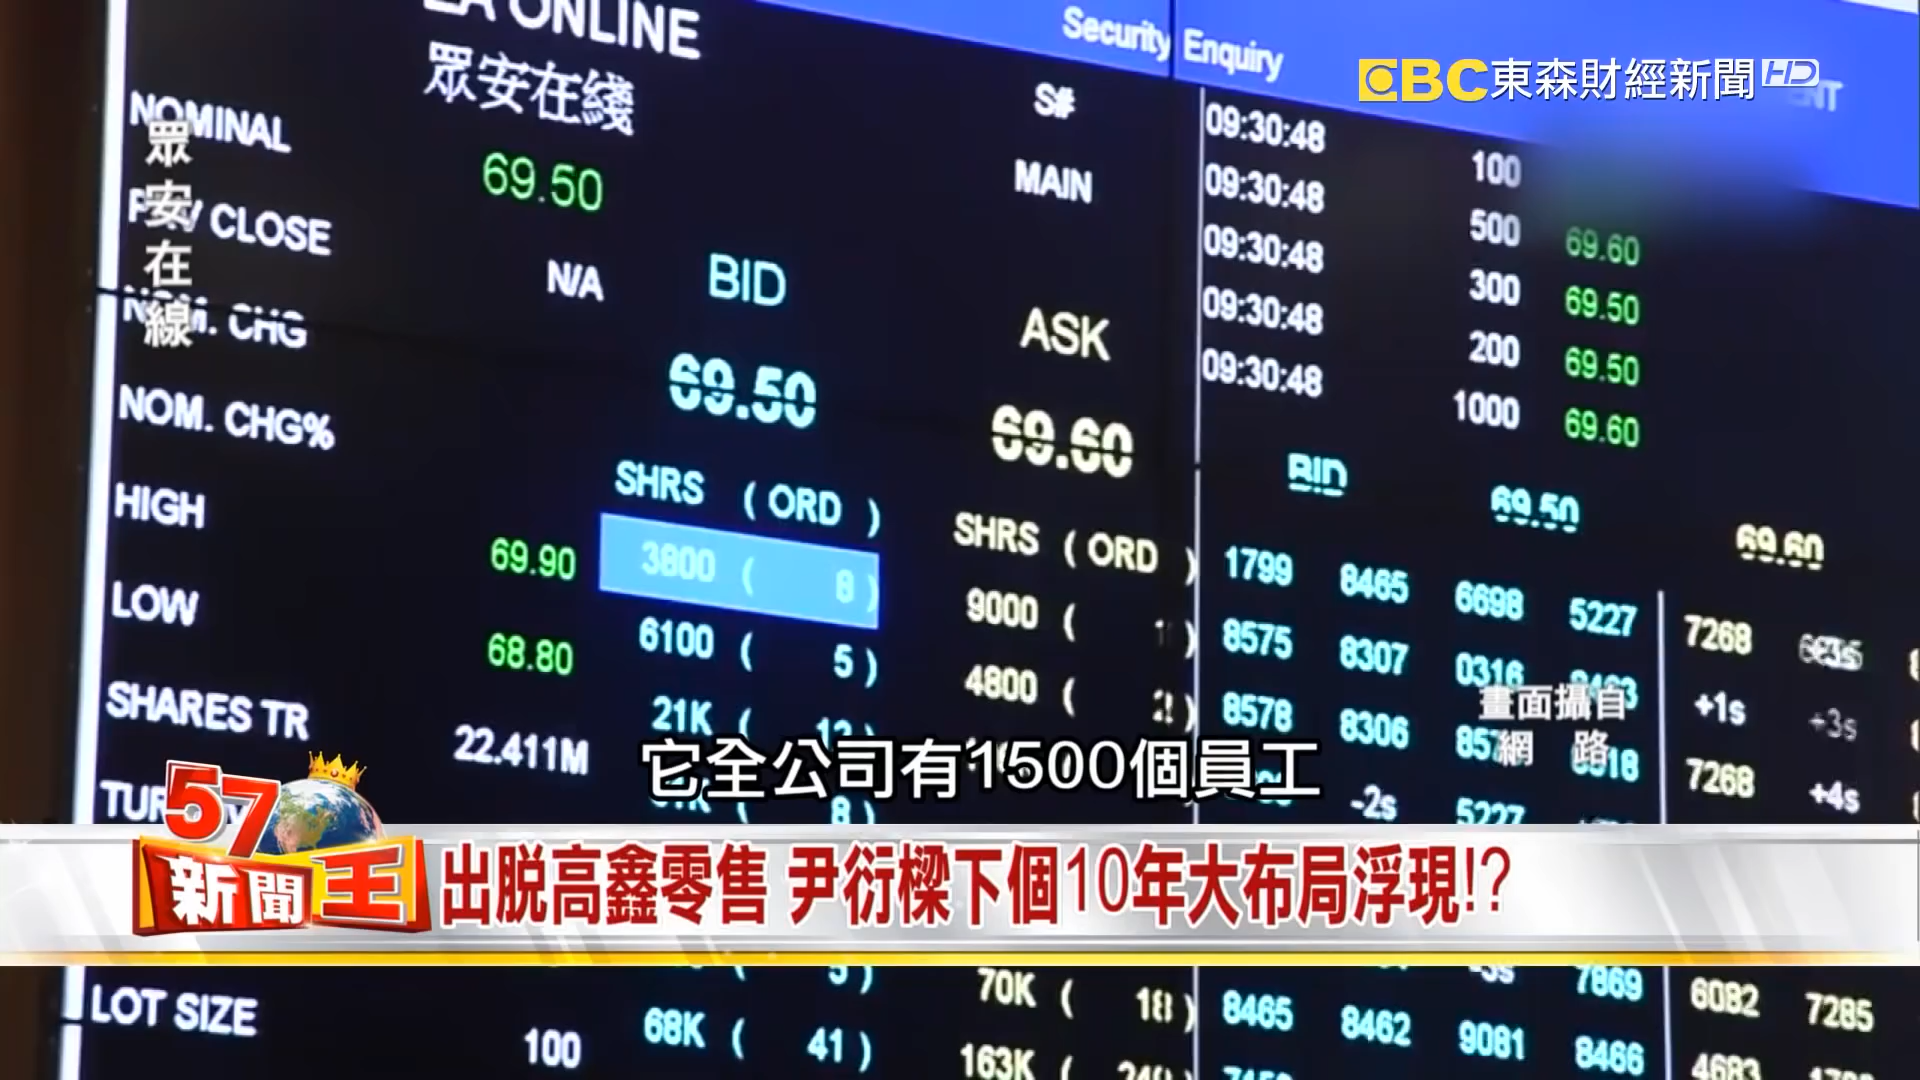 ZA ONLINE
眾安在綫
Security Enquiry
EBC東森財經新聞HD
NOMINAL
69.50
S#
MAIN
眾安在線
CLOSE
N/A
BID
ASK
NOM. CHG
69.50
69.60
NOM. CHG%
SHRS ( ORD )
SHRS ( ORD )
HIGH
69.90
3800 ( 8 )
9000 (
LOW
68.80
6100 ( 5 )
4800 (
SHARES TR
22.411M
21K (
8 )
09:30:48 100
09:30:48 500 69.60
09:30:48 300 69.50
09:30:48 200 69.50
09:30:48 1000 69.60
BID 69.50 69.60
1799 8465 6698 5227
8575 8307 0316
8578 8306
-2s 5227
7268
+1s +3s
7268 +4s
畫面攝自
網 路
它全公司有1500個員工
57
新聞王
出脫高鑫零售 尹衍樑下個10年大布局浮現!?
LOT SIZE
100
68K ( 41 )
70K ( 18 )
163K (
-3s 7869
8465 8462 9081 8466
6082 7285
4683